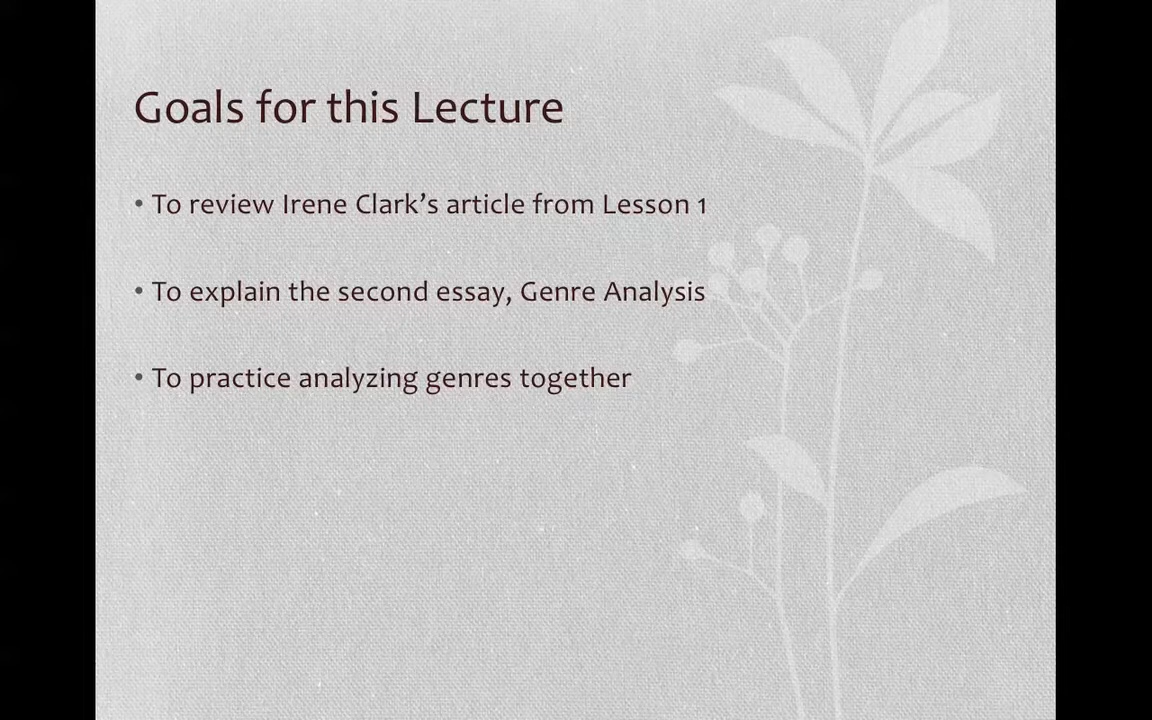 Goals for this Lecture
• To review Irene Clark’s article from Lesson 1
• To explain the second essay, Genre Analysis
• To practice analyzing genres together